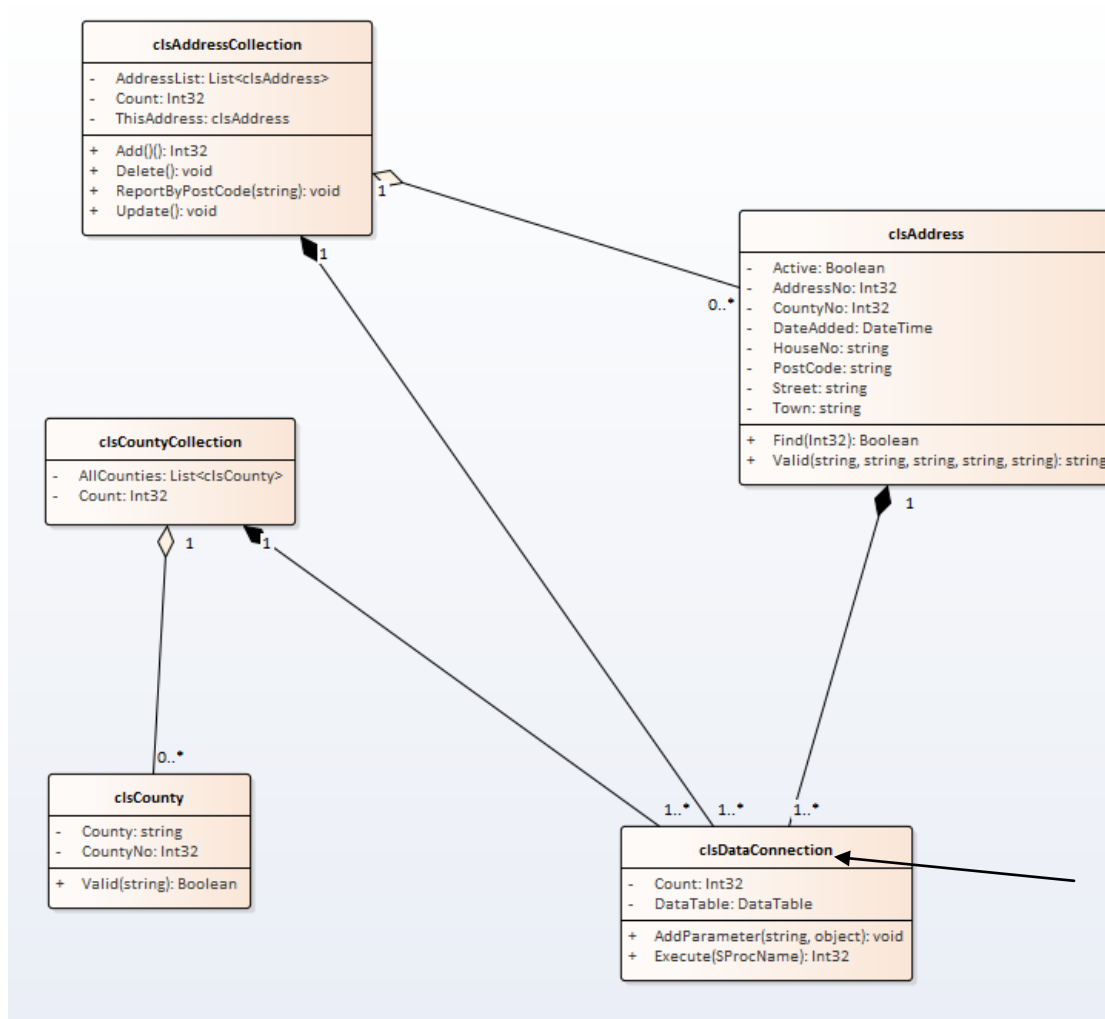 clsAddressCollection
- AddressList: List<clsAddress>
- Count: Int32
- ThisAddress: clsAddress
+ Add()(): Int32
+ Delete(): void
+ ReportByPostCode(string): void
+ Update(): void
1
1
0..*
clsAddress
- Active: Boolean
- AddressNo: Int32
- CountyNo: Int32
- DateAdded: DateTime
- HouseNo: string
- PostCode: string
- Street: string
- Town: string
+ Find(Int32): Boolean
+ Valid(string, string, string, string, string): string
1
clsCountyCollection
- AllCounties: List<clsCounty>
- Count: Int32
1
1
0..*
clsCounty
- County: string
- CountyNo: Int32
+ Valid(string): Boolean
1..* 1..* 1..*
clsDataConnection
- Count: Int32
- DataTable: DataTable
+ AddParameter(string, object): void
+ Execute(SProcName): Int32